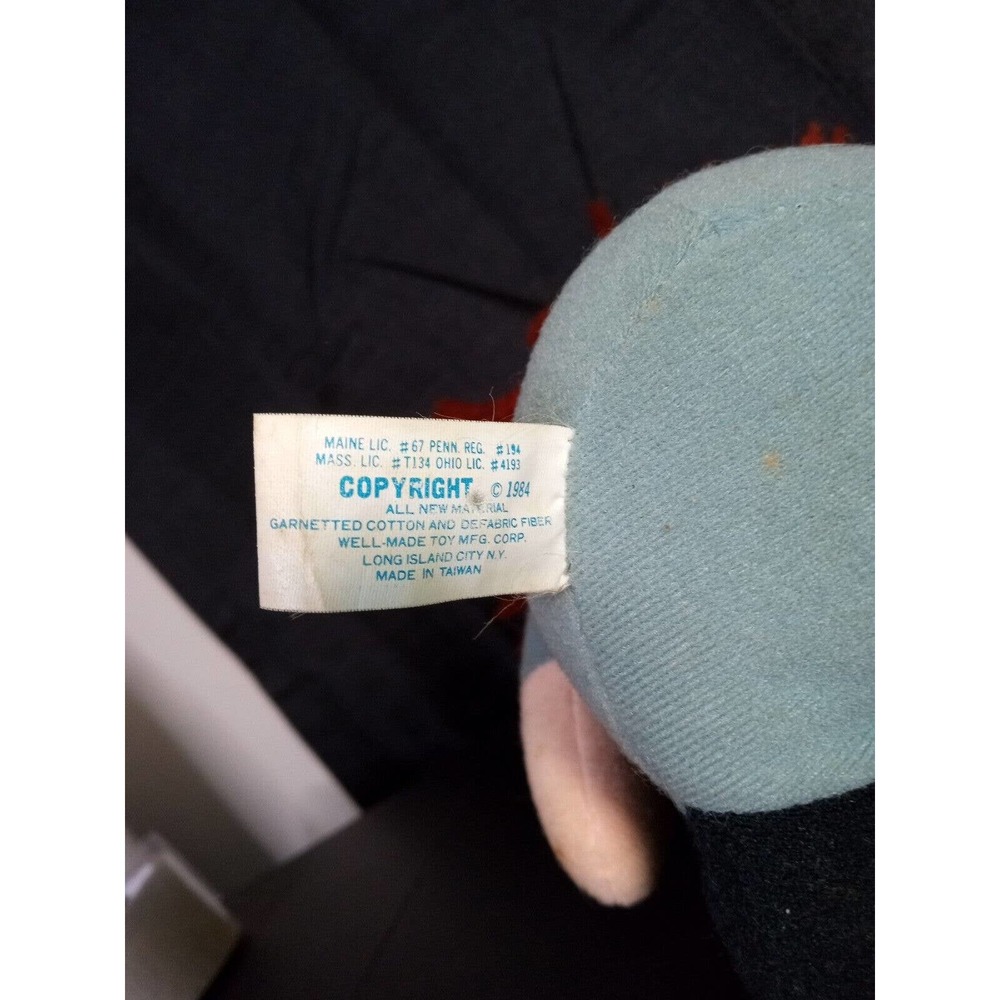 MAINE LIC. #67 PENN. REG. #194
MASS. LIC. #T134 OHIO LIC. #4193
COPYRIGHT © 1984
ALL NEW MATERIAL
GARNETTED COTTON AND DEFABRIC FIBER
WELL-MADE TOY MFG. CORP.
LONG ISLAND CITY N.Y.
MADE IN TAIWAN